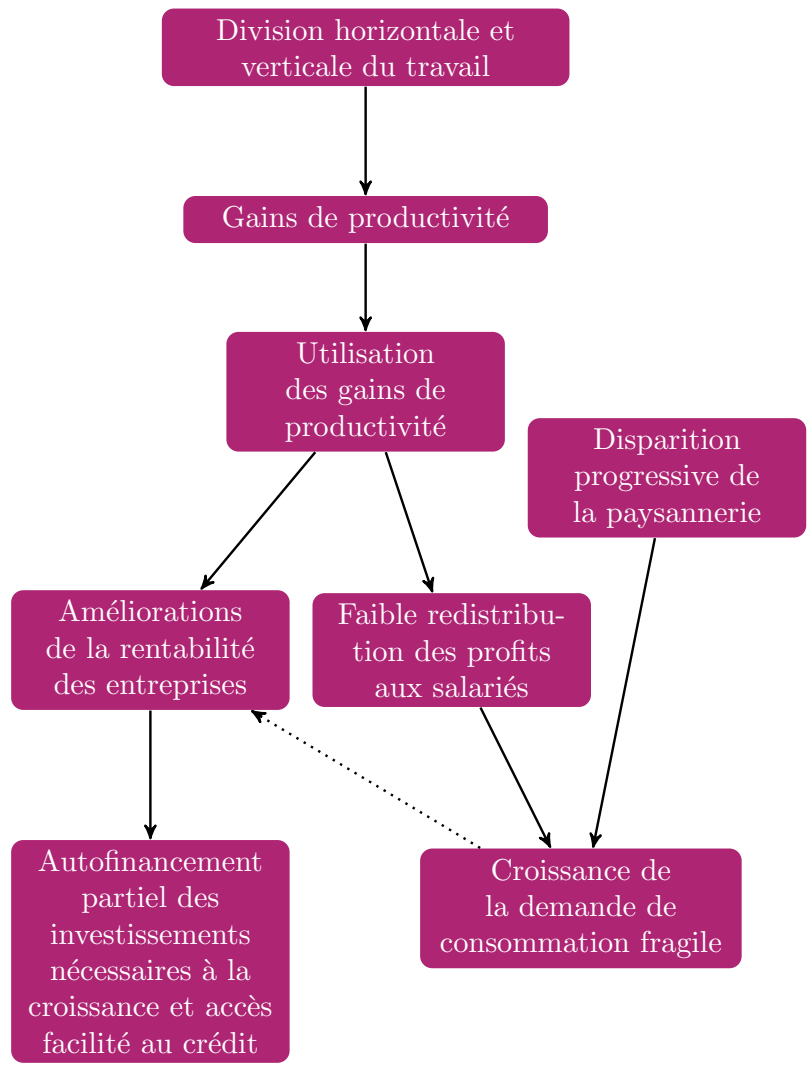 Division horizontale et
verticale du travail
Gains de productivité
Utilisation
des gains de
productivité
Disparition
progressive de
la paysannerie
Améliorations
de la rentabilité
des entreprises
Faible redistribu-
tion des profits
aux salariés
Autofinancement
partiel des
investissements
nécessaires à la
croissance et accès
facilité au crédit
Croissance de
la demande de
consommation fragile